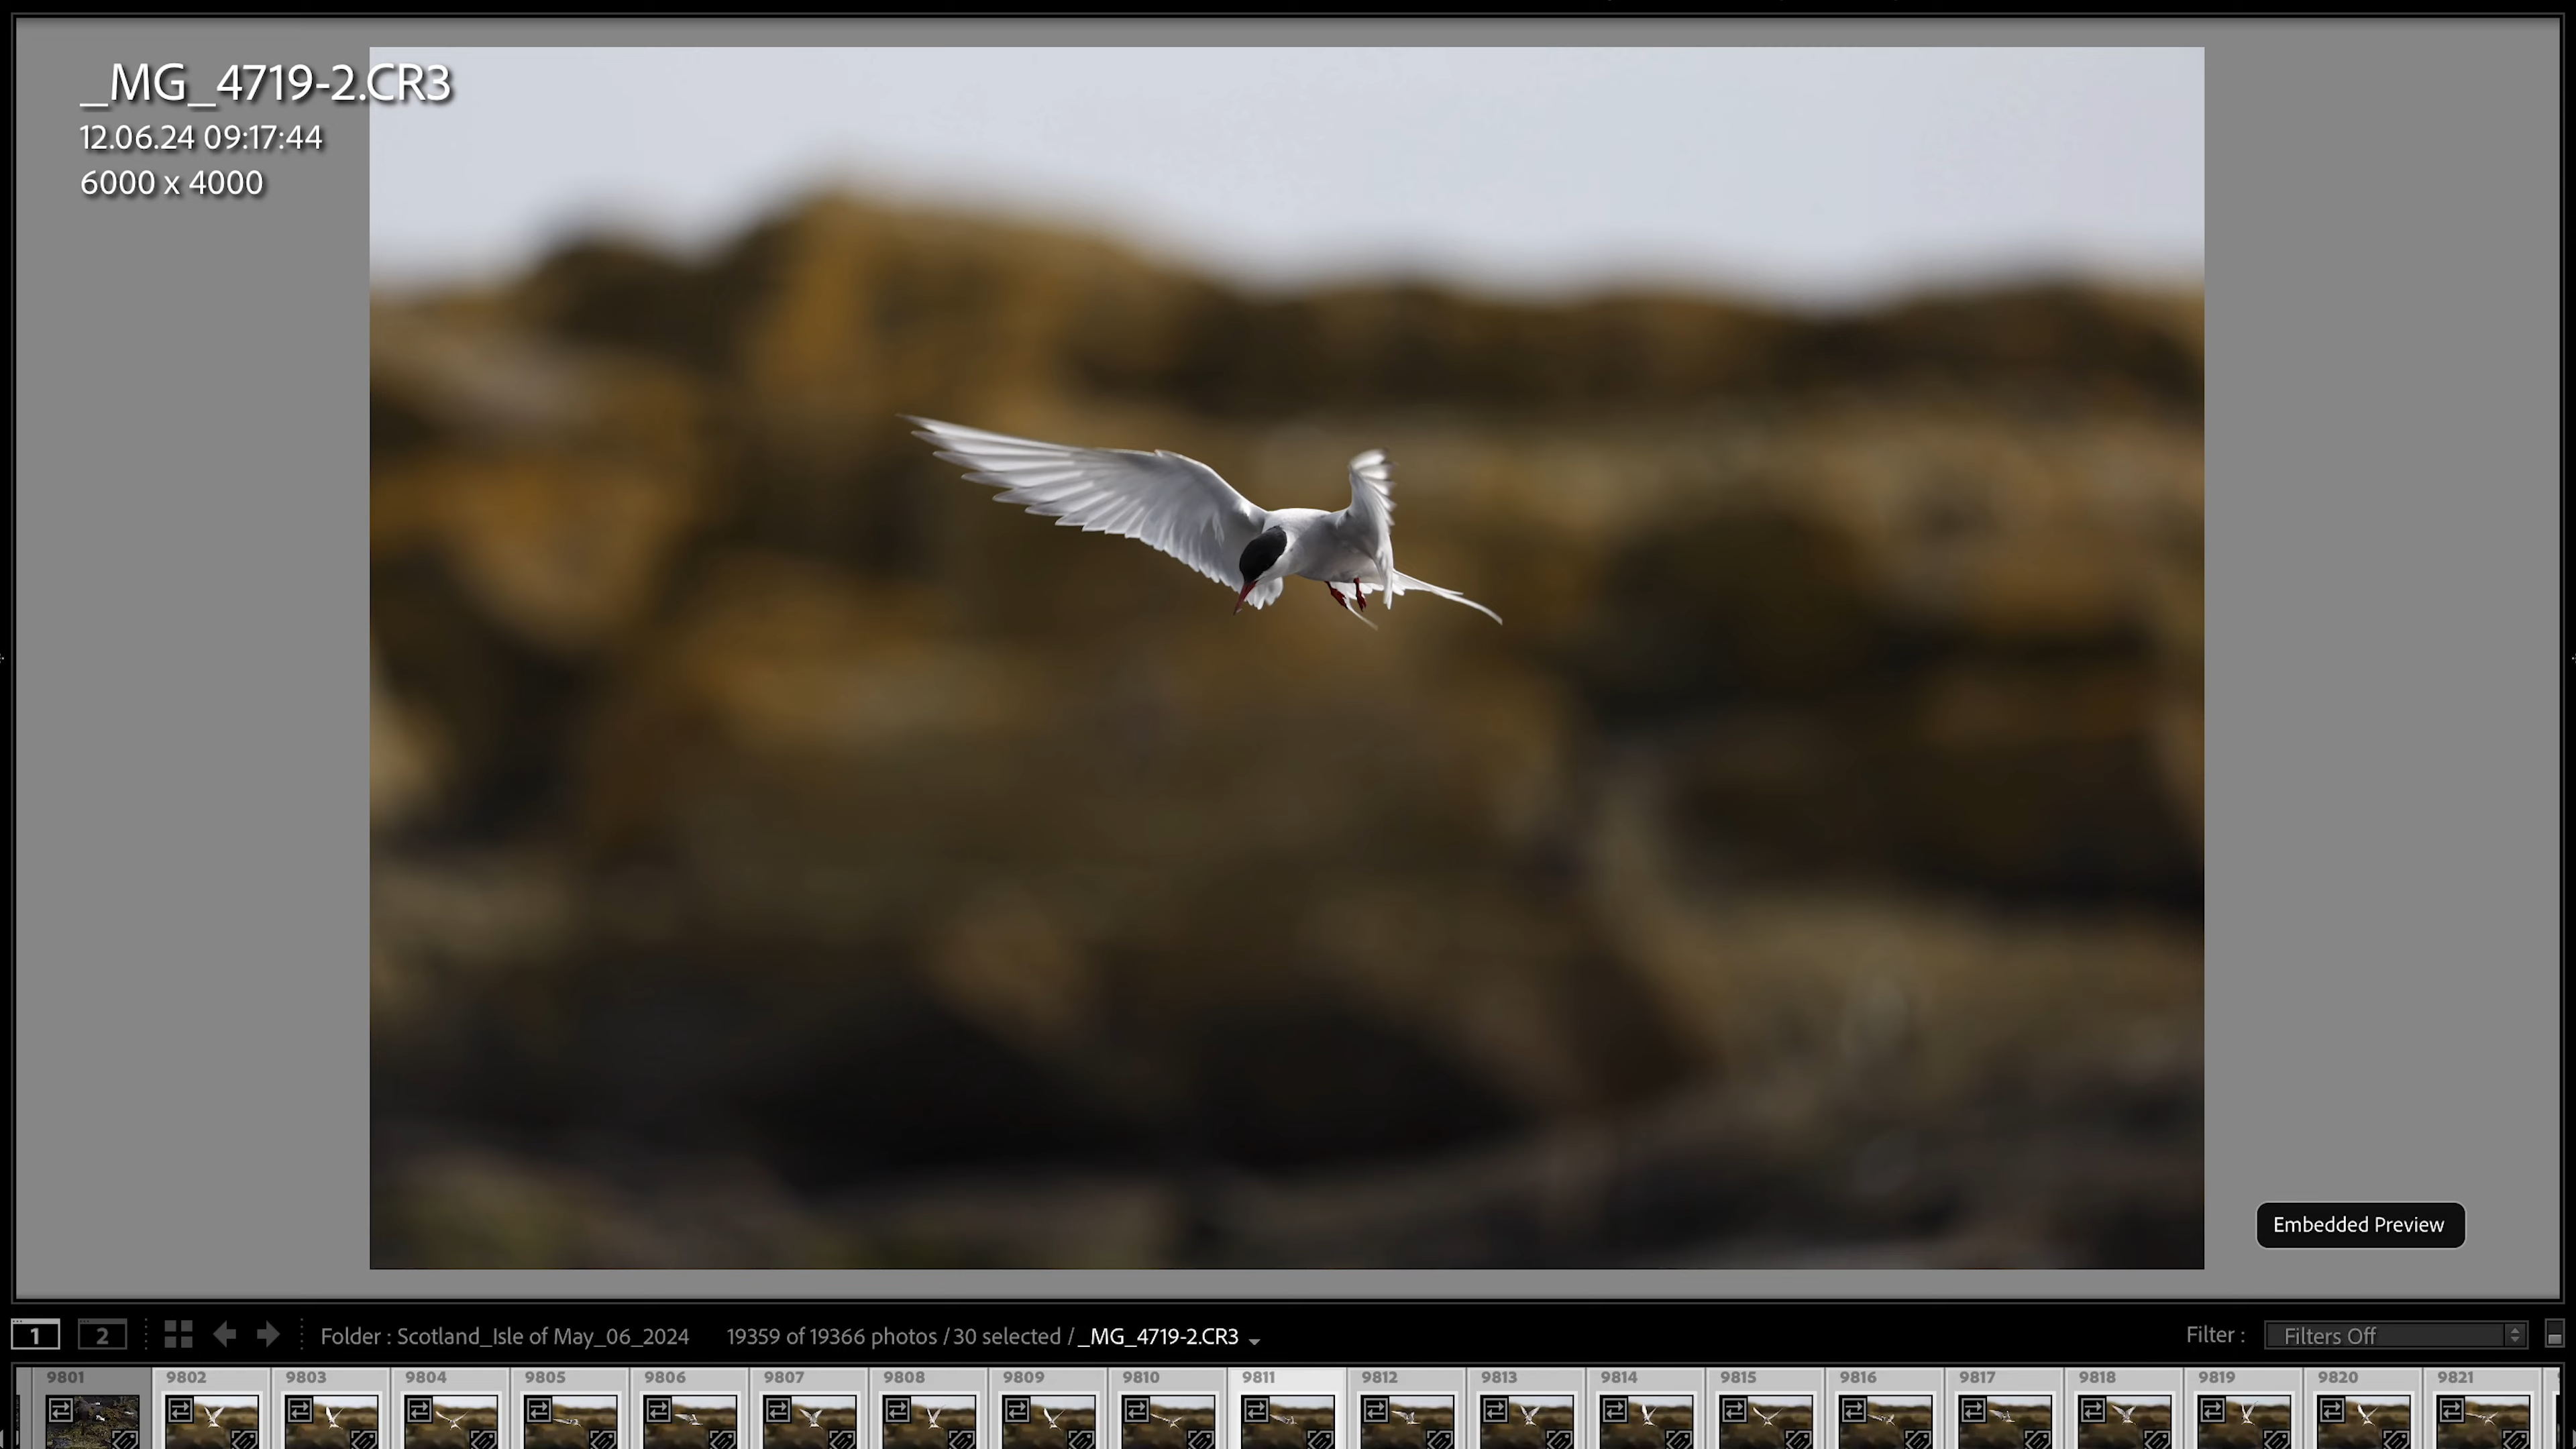 _MG_4719-2.CR3
12.06.24 09:17:44
6000 x 4000
Embedded Preview
1 2 Folder : Scotland_Isle of May_06_2024 19359 of 19366 photos / 30 selected / _MG_4719-2.CR3 Filter : Filters Off
9801 9802 9803 9804 9805 9806 9807 9808 9809 9810 9811 9812 9813 9814 9815 9816 9817 9818 9819 9820 9821